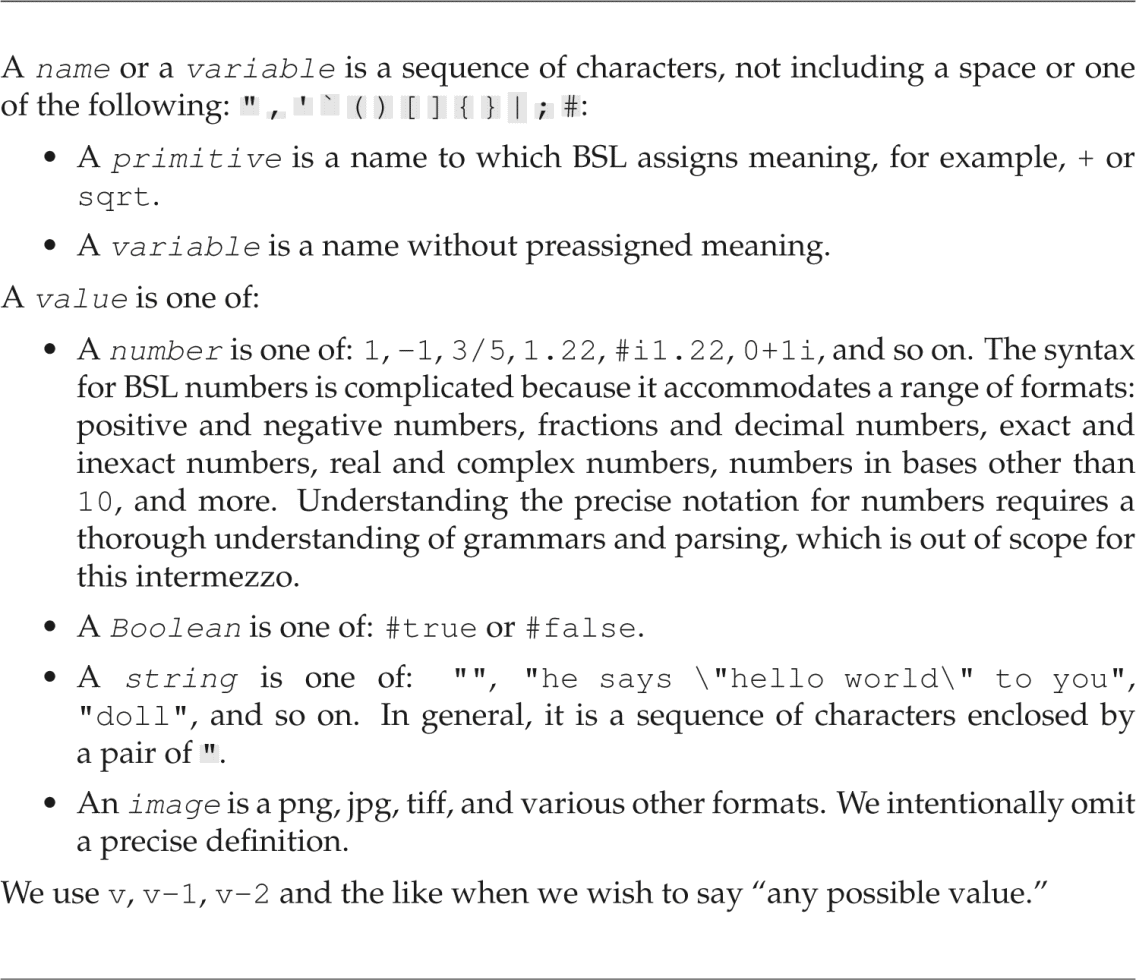 A name or a variable is a sequence of characters, not including a space or one
of the following: " , ' ` ( ) [ ] { } | ; #:
• A primitive is a name to which BSL assigns meaning, for example, + or
sqrt.
• A variable is a name without preassigned meaning.
A value is one of:
• A number is one of: 1, -1, 3/5, 1.22, #i1.22, 0+1i, and so on. The syntax
for BSL numbers is complicated because it accommodates a range of formats:
positive and negative numbers, fractions and decimal numbers, exact and
inexact numbers, real and complex numbers, numbers in bases other than
10, and more. Understanding the precise notation for numbers requires a
thorough understanding of grammars and parsing, which is out of scope for
this intermezzo.
• A Boolean is one of: #true or #false.
• A string is one of: "", "he says \"hello world\" to you",
"doll", and so on. In general, it is a sequence of characters enclosed by
a pair of ".
• An image is a png, jpg, tiff, and various other formats. We intentionally omit
a precise definition.
We use v, v-1, v-2 and the like when we wish to say “any possible value.”